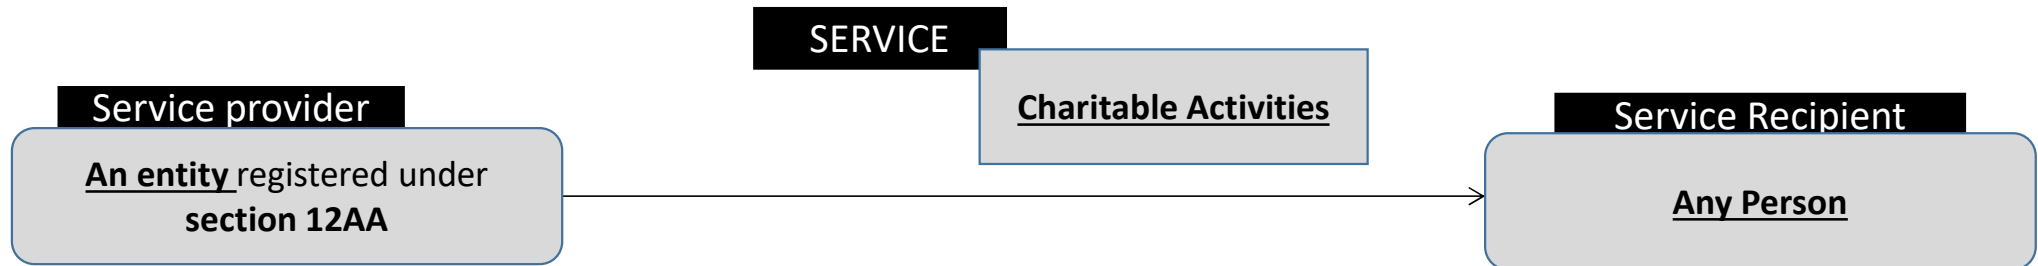 SERVICE
Charitable Activities
Service provider
An entity registered under
section 12AA
Service Recipient
Any Person